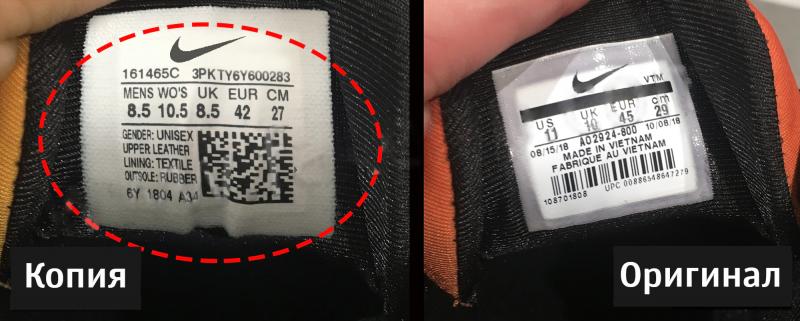 161465C 3PKTY6Y600283
MENS WO'S UK EUR CM
8.5 10.5 8.5 42 27
GENDER: UNISEX
UPPER LEATHER
LINING: TEXTILE
OUTSOLE: RUBBER
6Y 1804 A34
Копия
VTM
US UK EUR cm
11 10 45 29
08/15/18 AO2924-800 10/08/18
MADE IN VIETNAM
FABRIQUE AU VIETNAM
108701808 UPC 00886548647279
Оригинал